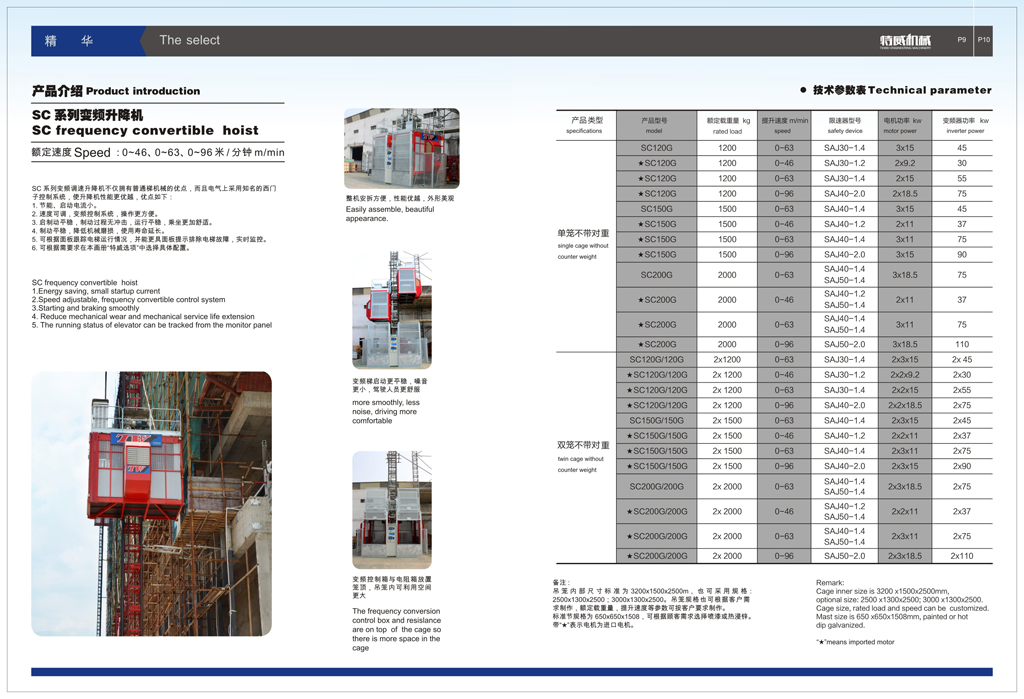 精 华
The select
特威机械
P9
P10
产品介绍 Product introduction
SC 系列变频升降机
SC frequency convertible hoist
额定速度 Speed : 0~46、0~63、0~96 米 / 分钟 m/min
SC 系列变频调速升降机不仅拥有普通梯机械的优点，而且电气上采用知名的西门
子控制系统，使升降机性能更优越，优点如下：
1. 节能、启动电流小。
2. 速度可调，变频控制系统，操作更方便。
3. 启制动平稳，制动过程无冲击，运行平稳，乘坐更加舒适。
4. 制动平稳，降低机械磨损，使用寿命延长。
5. 可根据面板跟踪电梯运行情况，并能更具面板提示排除电梯故障，实时监控。
6. 可根据需要求在本画册“特威选项”中选择具体配置。
SC frequency convertible hoist
1.Energy saving, small startup current
2.Speed adjustable, frequency convertible control system
3.Starting and braking smoothly
4. Reduce mechanical wear and mechanical service life extension
5. The running status of elevator can be tracked from the monitor panel
整机安拆方便，性能优越，外形美观
Easily assemble, beautiful
appearance.
变频梯启动更平稳，噪音
更小，驾驶人员更舒服
more smoothly, less
noise, driving more
comfortable
变频控制箱与电阻箱放置
笼顶，吊笼内可利用空间
更大
The frequency conversion
control box and resislance
are on top of the cage so
there is more space in the
cage
● 技术参数表 Technical parameter
产品类型 产品型号 额定载重量 kg 提升速度 m/min 限速器型号 电机功率 kw 变频器功率 kw
specifications model rated load speed safety device motor power inverter power
SC120G 1200 0~63 SAJ30-1.4 3x15 45
★SC120G 1200 0~46 SAJ30-1.2 2x9.2 30
★SC120G 1200 0~63 SAJ30-1.4 2x15 55
★SC120G 1200 0~96 SAJ40-2.0 2x18.5 75
SC150G 1500 0~63 SAJ40-1.4 3x15 45
★SC150G 1500 0~46 SAJ40-1.2 2x11 37
★SC150G 1500 0~63 SAJ40-1.4 3x11 75
★SC150G 1500 0~96 SAJ40-2.0 3x15 90
单笼不带对重
single cage without
counter weight
SC200G 2000 0~63 SAJ40-1.4 SAJ50-1.4 3x18.5 75
★SC200G 2000 0~46 SAJ40-1.2 SAJ50-1.4 2x11 37
★SC200G 2000 0~63 SAJ40-1.4 SAJ50-1.4 3x11 75
★SC200G 2000 0~96 SAJ50-2.0 3x18.5 110
SC120G/120G 2x1200 0~63 SAJ30-1.4 2x3x15 2x 45
★SC120G/120G 2x 1200 0~46 SAJ30-1.2 2x2x9.2 2x30
★SC120G/120G 2x 1200 0~63 SAJ30-1.4 2x2x15 2x55
★SC120G/120G 2x 1200 0~96 SAJ40-2.0 2x2x18.5 2x75
SC150G/150G 2x 1500 0~63 SAJ40-1.4 2x3x15 2x45
★SC150G/150G 2x 1500 0~46 SAJ40-1.2 2x2x11 2x37
★SC150G/150G 2x 1500 0~63 SAJ40-1.4 2x3x11 2x75
★SC150G/150G 2x 1500 0~96 SAJ40-2.0 2x3x15 2x90
双笼不带对重
twin cage without
counter weight
SC200G/200G 2x 2000 0~63 SAJ40-1.4 SAJ50-1.4 2x3x18.5 2x75
★SC200G/200G 2x 2000 0~46 SAJ40-1.2 SAJ50-1.4 2x2x11 2x37
★SC200G/200G 2x 2000 0~63 SAJ40-1.4 SAJ50-1.4 2x3x11 2x75
★SC200G/200G 2x 2000 0~96 SAJ50-2.0 2x3x18.5 2x110
备注：
吊笼内部尺寸标准为 3200x1500x2500m，也可采用规格：
2500x1300x2500；3000x1300x2500。吊笼规格也可根据客户需
求制作，额定载重量，提升速度等参数可按客户要求制作。
标准节规格为 650x650x1508，可根据顾客需求选择喷漆或热浸锌。
带“★”表示电机为进口电机。
Remark:
Cage inner size is 3200 x1500x2500mm,
optional size: 2500 x1300x2500; 3000 x1300x2500.
Cage size, rated load and speed can be customized.
Mast size is 650 x650x1508mm, painted or hot
dip galvanized.
“★”means imported motor